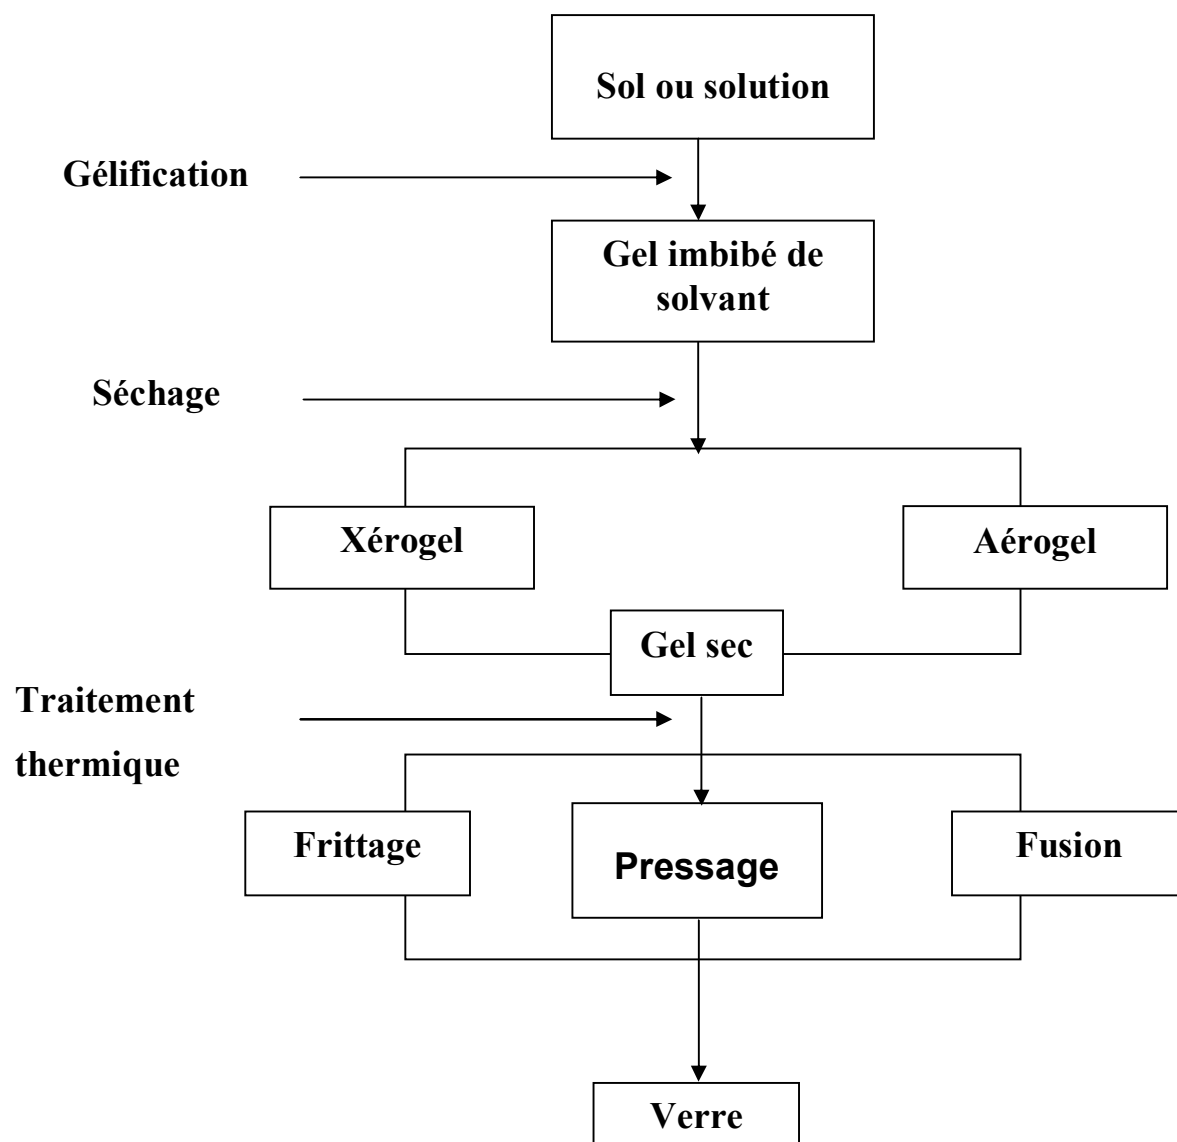 Sol ou solution
Gélification
Gel imbibé de
solvant
Séchage
Xérogel
Aérogel
Gel sec
Traitement
thermique
Frittage
Pressage
Fusion
Verre